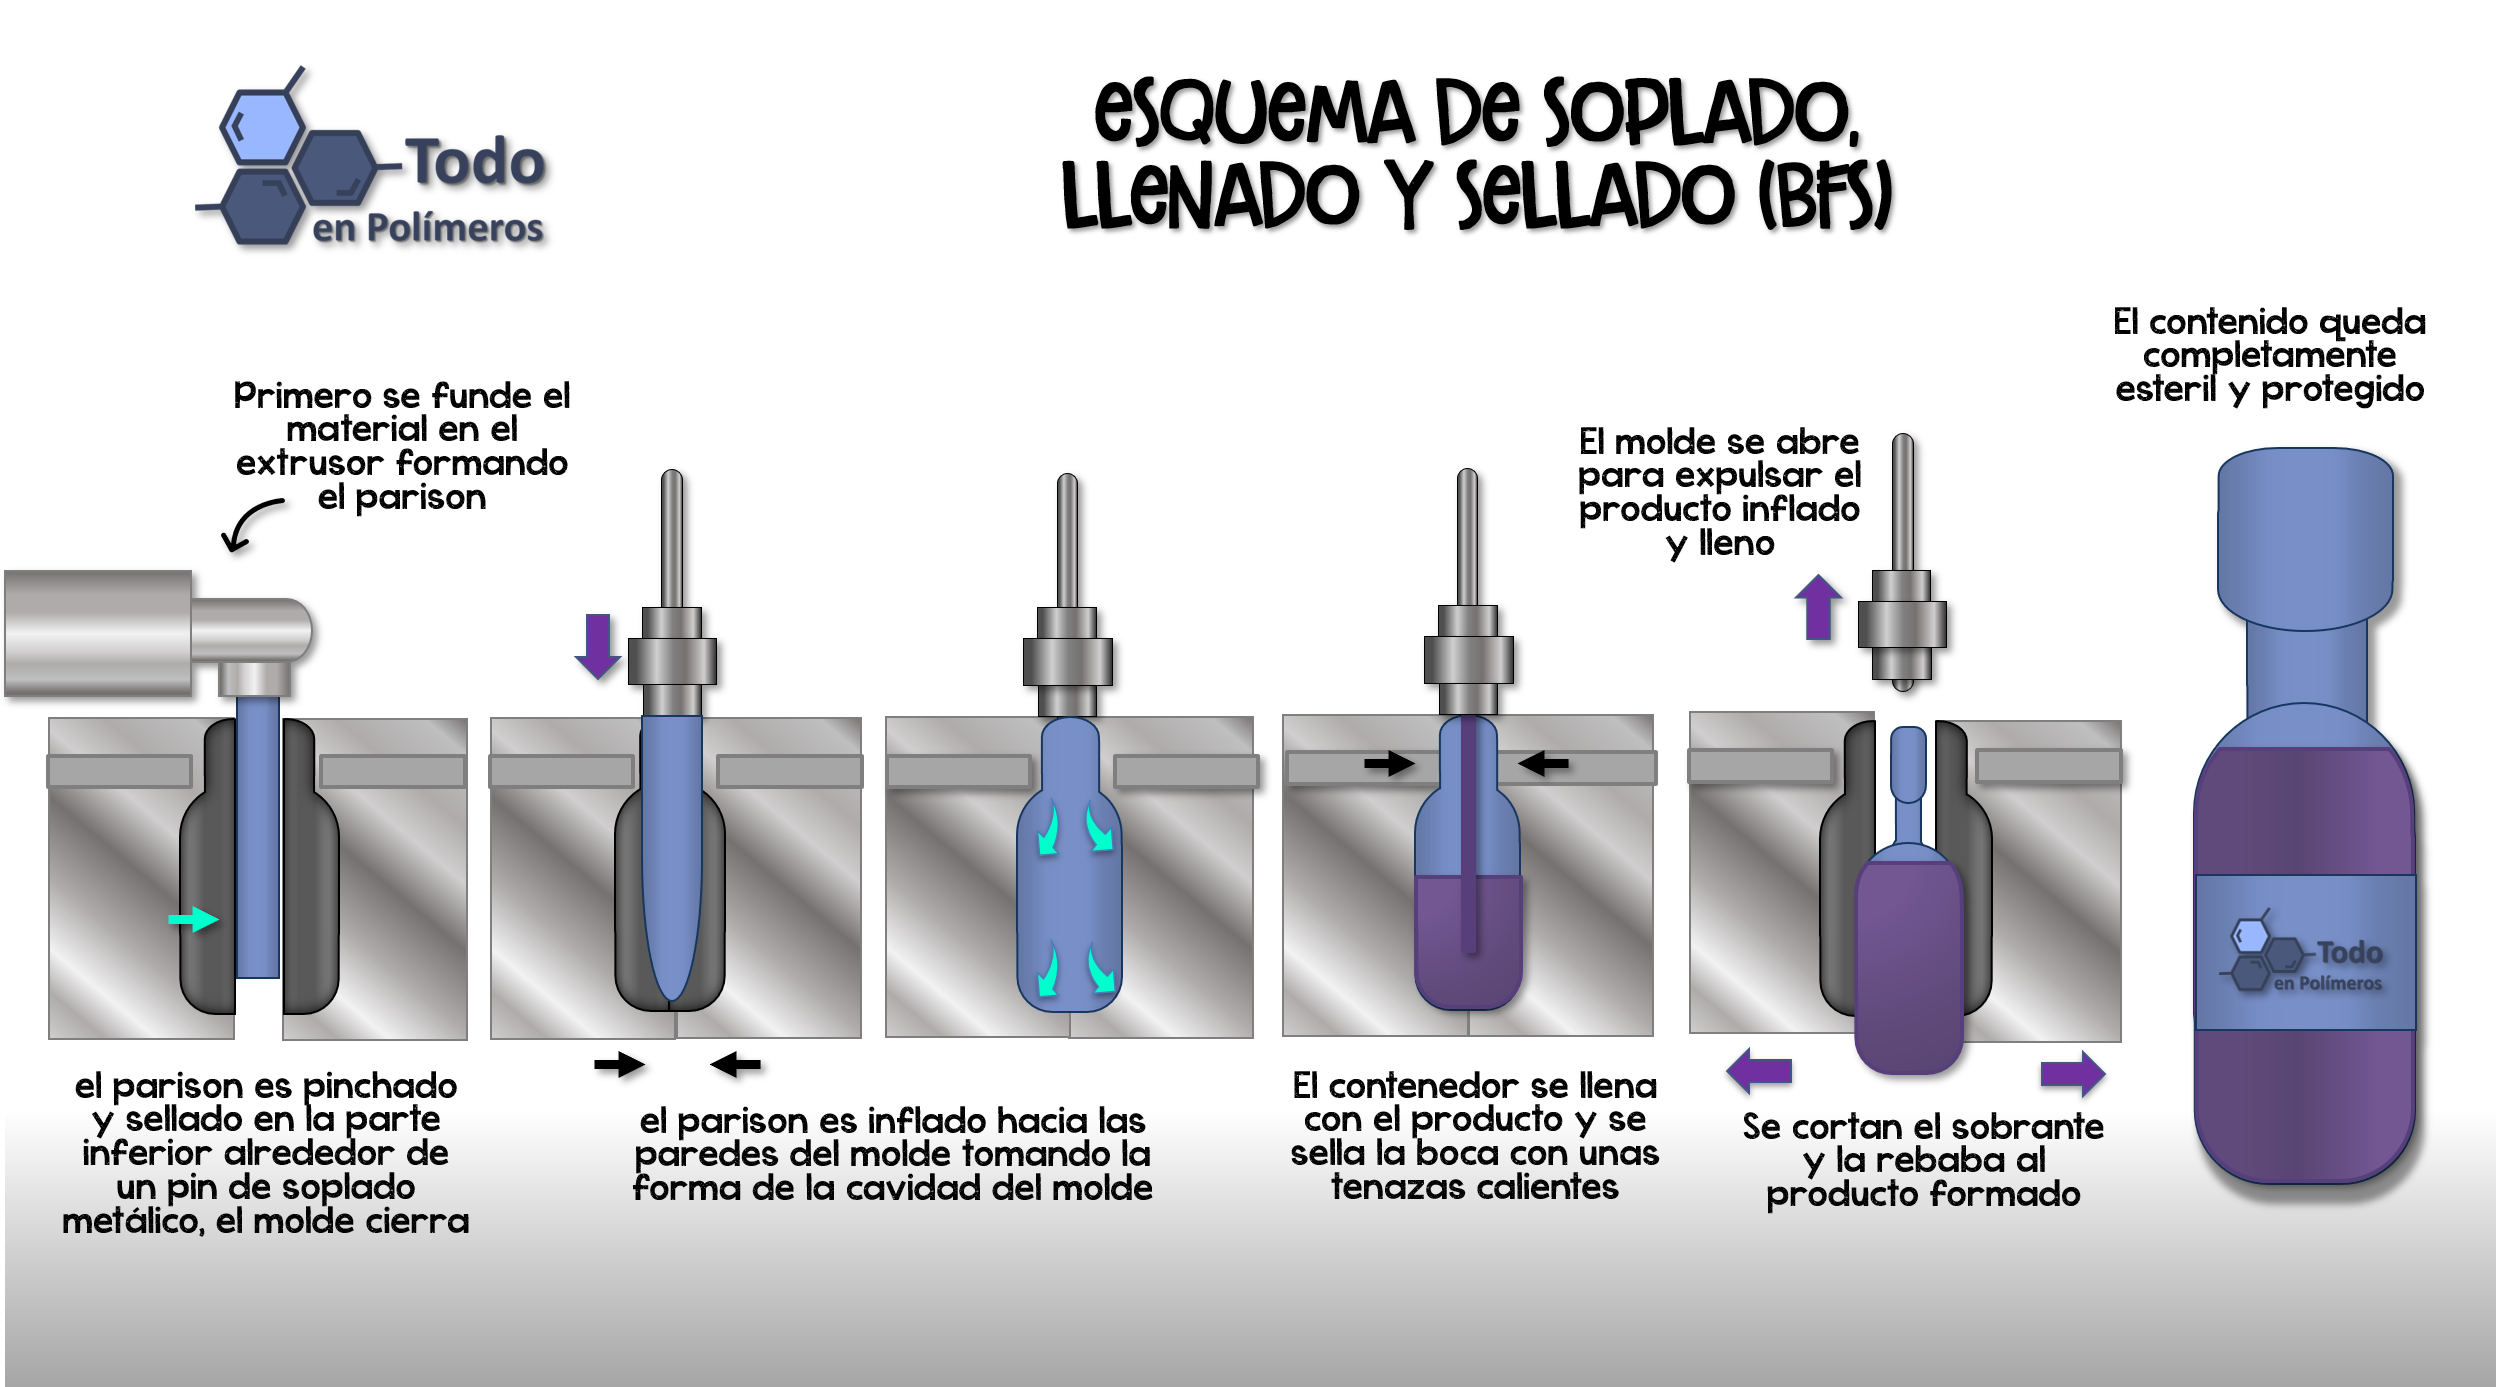 Todo
en Polímeros
esQUeMA De SOPLADO,
LLeNADO Y SeLLADO (BFS)
Primero se funde el
material en el
extrusor formando
el parison
El molde se abre
para expulsar el
producto inflado
y lleno
El contenido queda
completamente
esteril y protegido
el parison es pinchado
y sellado en la parte
inferior alrededor de
un pin de soplado
metálico, el molde cierra
el parison es inflado hacia las
paredes del molde tomando la
forma de la cavidad del molde
El contenedor se llena
con el producto y se
sella la boca con unas
tenazas calientes
Se cortan el sobrante
y la rebaba al
producto formado
Todo
en Polímeros